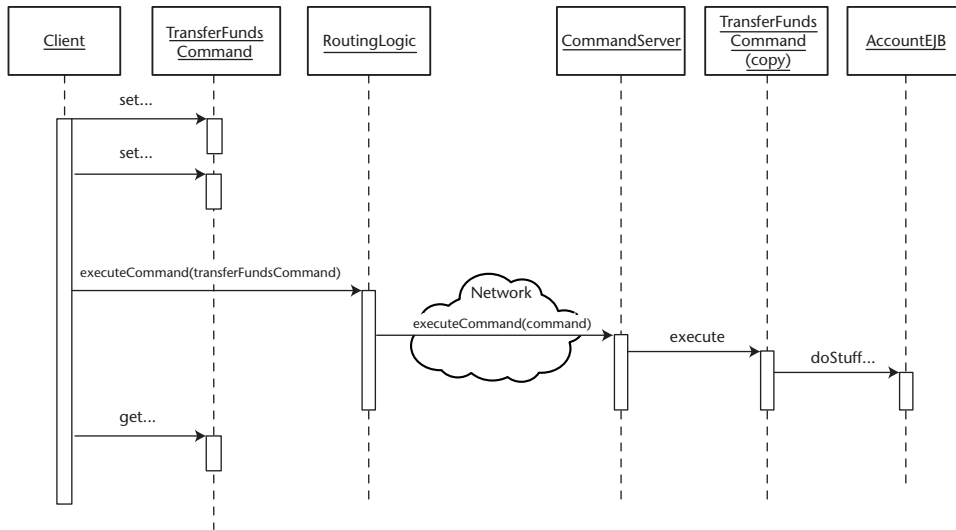 Client
TransferFunds
Command
RoutingLogic
CommandServer
TransferFunds
Command
(copy)
AccountEJB
set...
set...
executeCommand(transferFundsCommand)
Network
executeCommand(command)
execute
doStuff...
get...